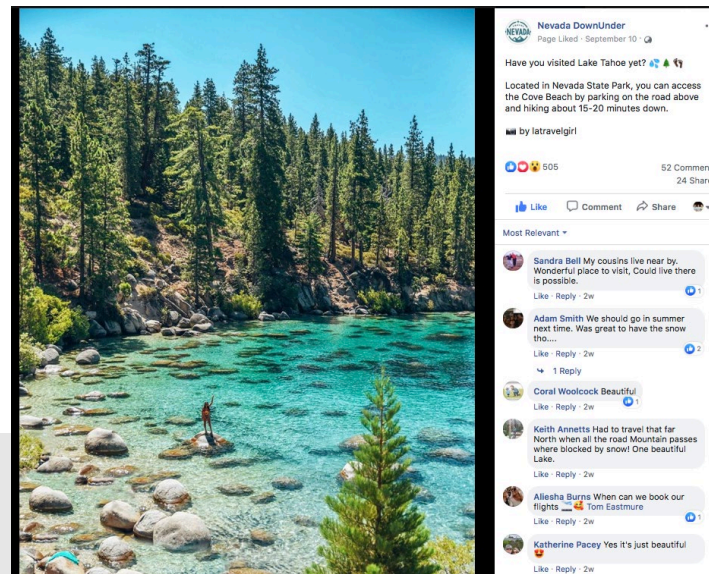 NEVADA
Nevada DownUnder
Page Liked · September 10 ·
Have you visited Lake Tahoe yet? 💦🌲👣
Located in Nevada State Park, you can access
the Cove Beach by parking on the road above
and hiking about 15-20 minutes down.
📷 by latravelgirl
505
52 Commen
24 Share
Like Comment Share
Most Relevant
Sandra Bell My cousins live near by.
Wonderful place to visit, Could live there
is possible.
1
Like · Reply · 2w
Adam Smith We should go in summer
next time. Was great to have the snow
tho....
2
Like · Reply · 2w
1 Reply
Coral Woolcock Beautiful
1
Like · Reply · 2w
Keith Annetts Had to travel that far
North when all the road Mountain passes
where blocked by snow! One beautiful
Lake.
Like · Reply · 2w
Aliesha Burns When can we book our
flights 🛫🥰 Tom Eastmure
1
Like · Reply · 2w
Katherine Pacey Yes it's just beautiful
😍
Like · Reply · 2w